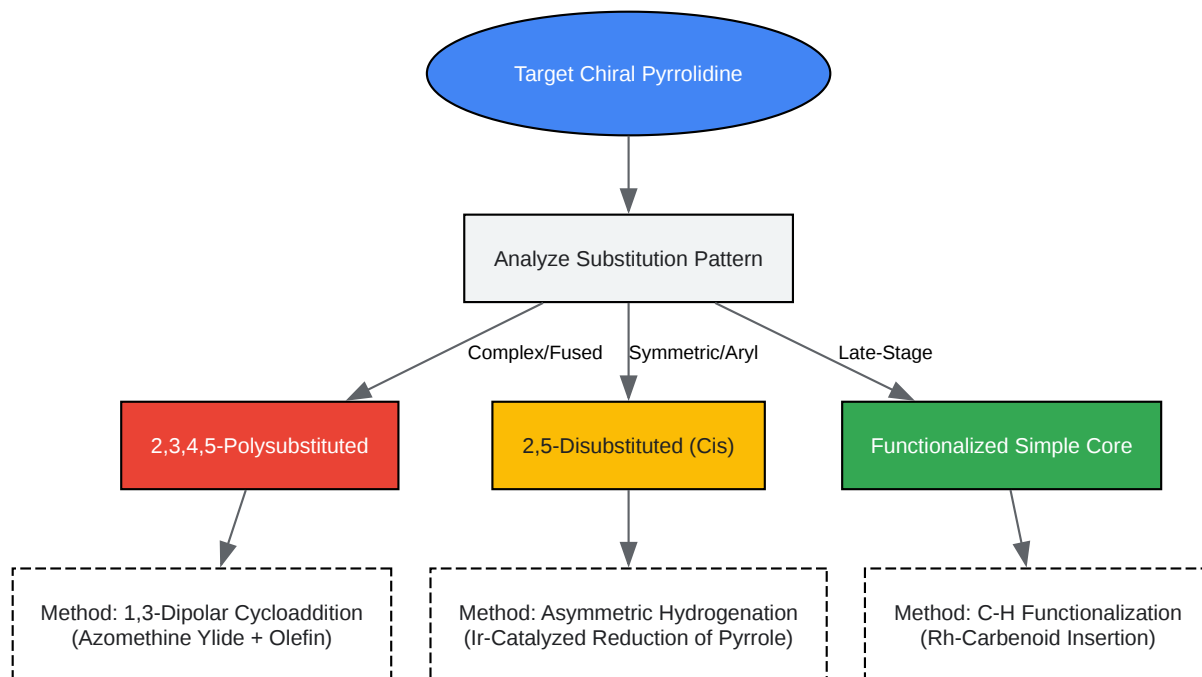 Target Chiral Pyrrolidine
Analyze Substitution Pattern
Complex/Fused
Symmetric/Aryl
Late-Stage
2,3,4,5-Polysubstituted
2,5-Disubstituted (Cis)
Functionalized Simple Core
Method: 1,3-Dipolar Cycloaddition
(Azomethine Ylide + Olefin)
Method: Asymmetric Hydrogenation
(Ir-Catalyzed Reduction of Pyrrole)
Method: C-H Functionalization
(Rh-Carbenoid Insertion)